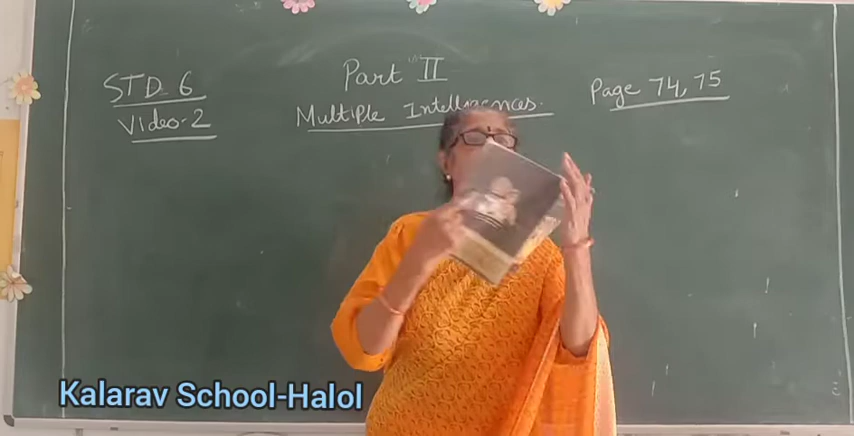 STD. 6
Video-2
Part II
Multiple Intelligences.
Page 74, 75
Kalarav School-Halol